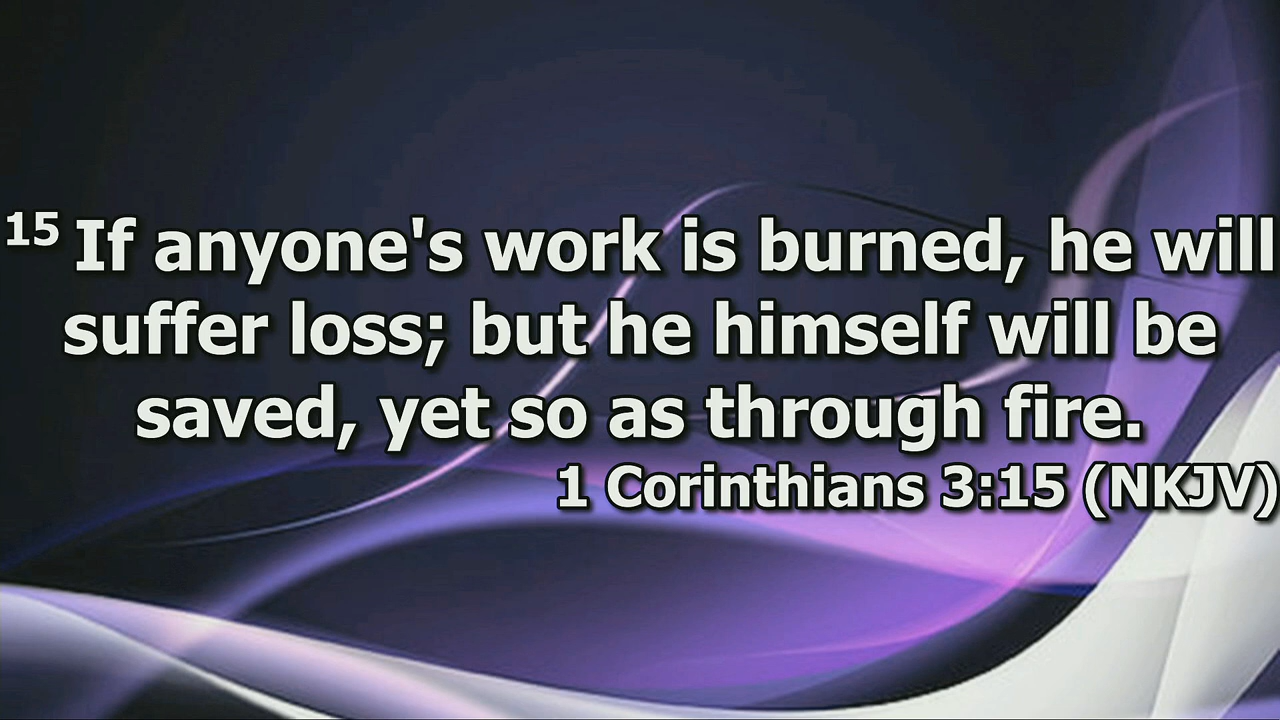 15 If anyone's work is burned, he will
suffer loss; but he himself will be
saved, yet so as through fire.
1 Corinthians 3:15 (NKJV)